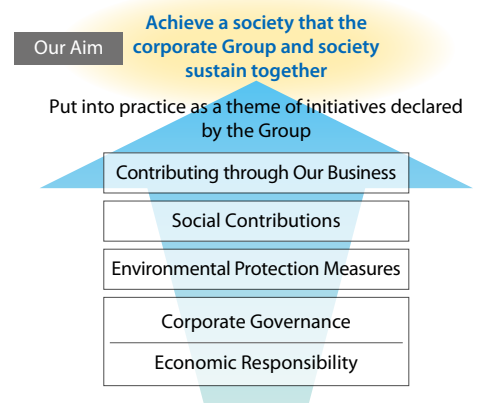 Achieve a society that the
Our Aim
corporate Group and society
sustain together
Put into practice as a theme of initiatives declared
by the Group
Contributing through Our Business
Social Contributions
Environmental Protection Measures
Corporate Governance
Economic Responsibility